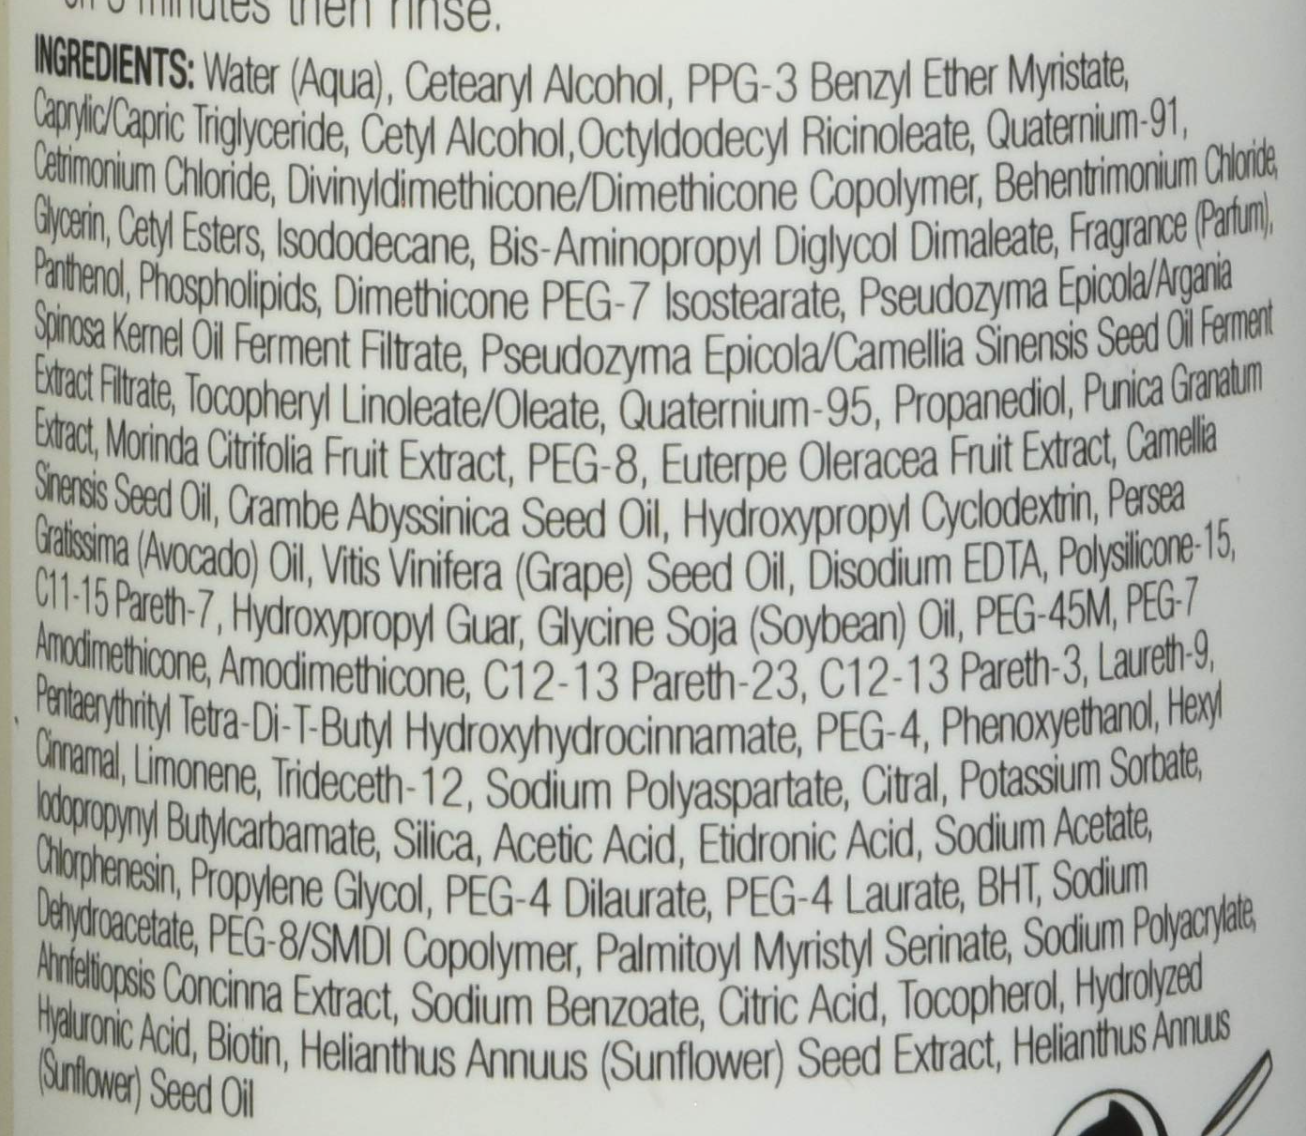 minutes then rinse.
INGREDIENTS: Water (Aqua), Cetearyl Alcohol, PPG-3 Benzyl Ether Myristate,
Caprylic/Capric Triglyceride, Cetyl Alcohol,Octyldodecyl Ricinoleate, Quaternium-91,
Cetrimonium Chloride, Divinyldimethicone/Dimethicone Copolymer, Behentrimonium Chloride,
Glycerin, Cetyl Esters, Isododecane, Bis-Aminopropyl Diglycol Dimaleate, Fragrance (Parfum),
Panthenol, Phospholipids, Dimethicone PEG-7 Isostearate, Pseudozyma Epicola/Argania
Spinosa Kernel Oil Ferment Filtrate, Pseudozyma Epicola/Camellia Sinensis Seed Oil Ferment
Extract Filtrate, Tocopheryl Linoleate/Oleate, Quaternium-95, Propanediol, Punica Granatum
Extract, Morinda Citrifolia Fruit Extract, PEG-8, Euterpe Oleracea Fruit Extract, Camellia
Sinensis Seed Oil, Crambe Abyssinica Seed Oil, Hydroxypropyl Cyclodextrin, Persea
Gratissima (Avocado) Oil, Vitis Vinifera (Grape) Seed Oil, Disodium EDTA, Polysilicone-15,
C11-15 Pareth-7, Hydroxypropyl Guar, Glycine Soja (Soybean) Oil, PEG-45M, PEG-7
Amodimethicone, Amodimethicone, C12-13 Pareth-23, C12-13 Pareth-3, Laureth-9,
Pentaerythrityl Tetra-Di-T-Butyl Hydroxyhydrocinnamate, PEG-4, Phenoxyethanol, Hexyl
Cinnamal, Limonene, Trideceth-12, Sodium Polyaspartate, Citral, Potassium Sorbate,
Iodopropynyl Butylcarbamate, Silica, Acetic Acid, Etidronic Acid, Sodium Acetate,
Chlorphenesin, Propylene Glycol, PEG-4 Dilaurate, PEG-4 Laurate, BHT, Sodium
Dehydroacetate, PEG-8/SMDI Copolymer, Palmitoyl Myristyl Serinate, Sodium Polyacrylate,
Ahnfeltiopsis Concinna Extract, Sodium Benzoate, Citric Acid, Tocopherol, Hydrolyzed
Hyaluronic Acid, Biotin, Helianthus Annuus (Sunflower) Seed Extract, Helianthus Annuus
(Sunflower) Seed Oil